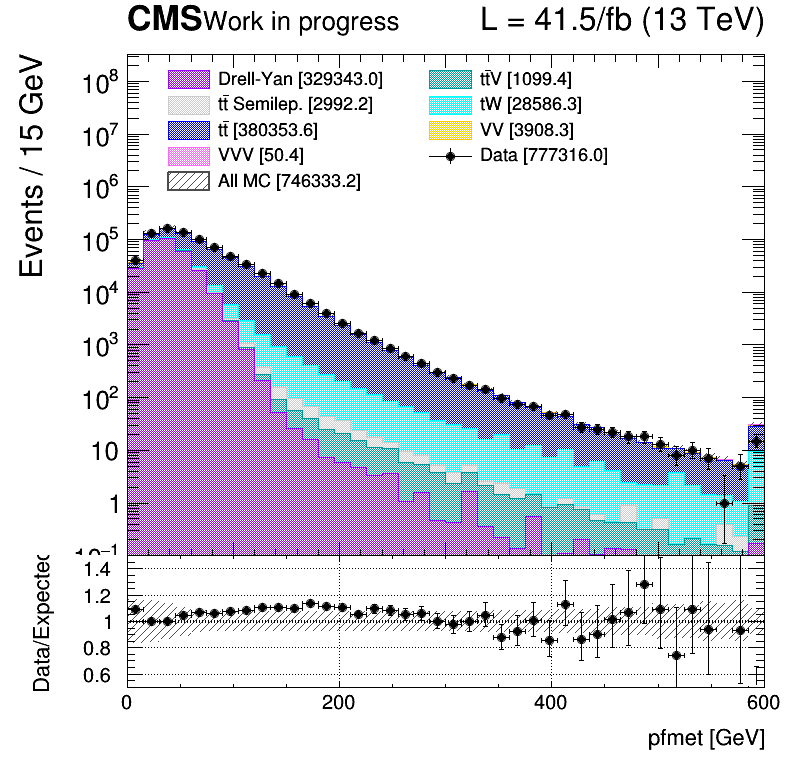 CMS Work in progress L = 41.5/fb (13 TeV)
Events / 15 GeV
Drell-Yan [329343.0]
tt̄ Semilep. [2992.2]
tt̄ [380353.6]
VVV [50.4]
All MC [746333.2]
tt̄V [1099.4]
tW [28586.3]
VV [3908.3]
Data [777316.0]
10⁸
10⁷
10⁶
10⁵
10⁴
10³
10²
10
1
10⁻¹
Data/Expected
1.4
1.2
1
0.8
0.6
0 200 400 600
pfmet [GeV]